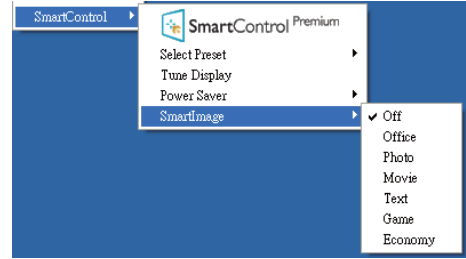 SmartControl
SmartControl Premium
Select Preset
Tune Display
Power Saver
SmartImage
Off
Office
Photo
Movie
Text
Game
Economy